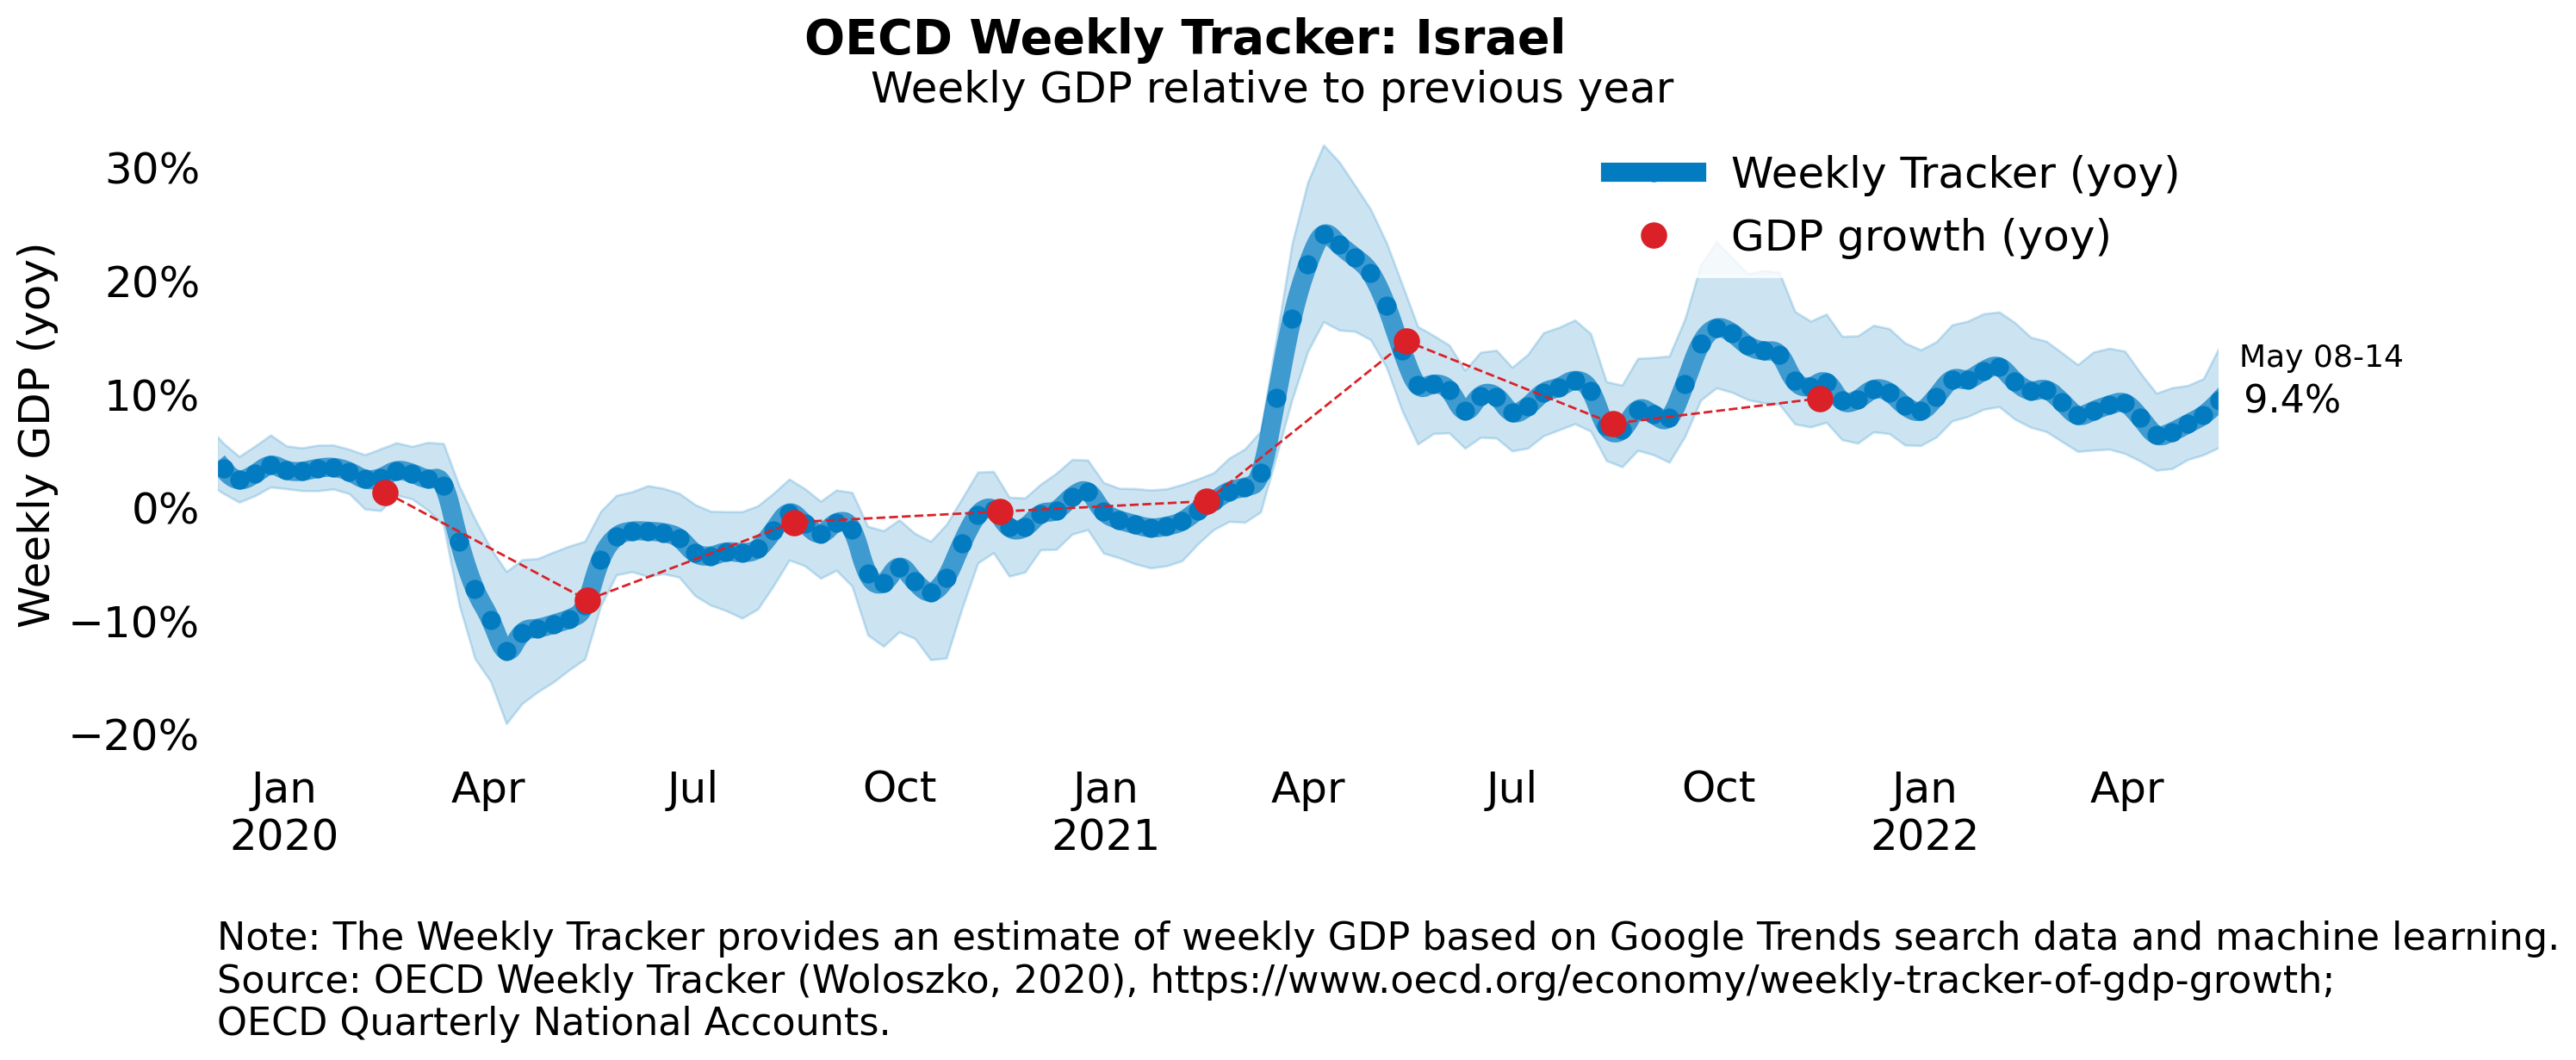 OECD Weekly Tracker: Israel
Weekly GDP relative to previous year
Weekly GDP (yoy)
30%
20%
10%
0%
−10%
−20%
Weekly Tracker (yoy)
GDP growth (yoy)
May 08-14
9.4%
Jan Apr Jul Oct Jan Apr Jul Oct Jan Apr
2020 2021 2022
Note: The Weekly Tracker provides an estimate of weekly GDP based on Google Trends search data and machine learning.
Source: OECD Weekly Tracker (Woloszko, 2020), https://www.oecd.org/economy/weekly-tracker-of-gdp-growth;
OECD Quarterly National Accounts.